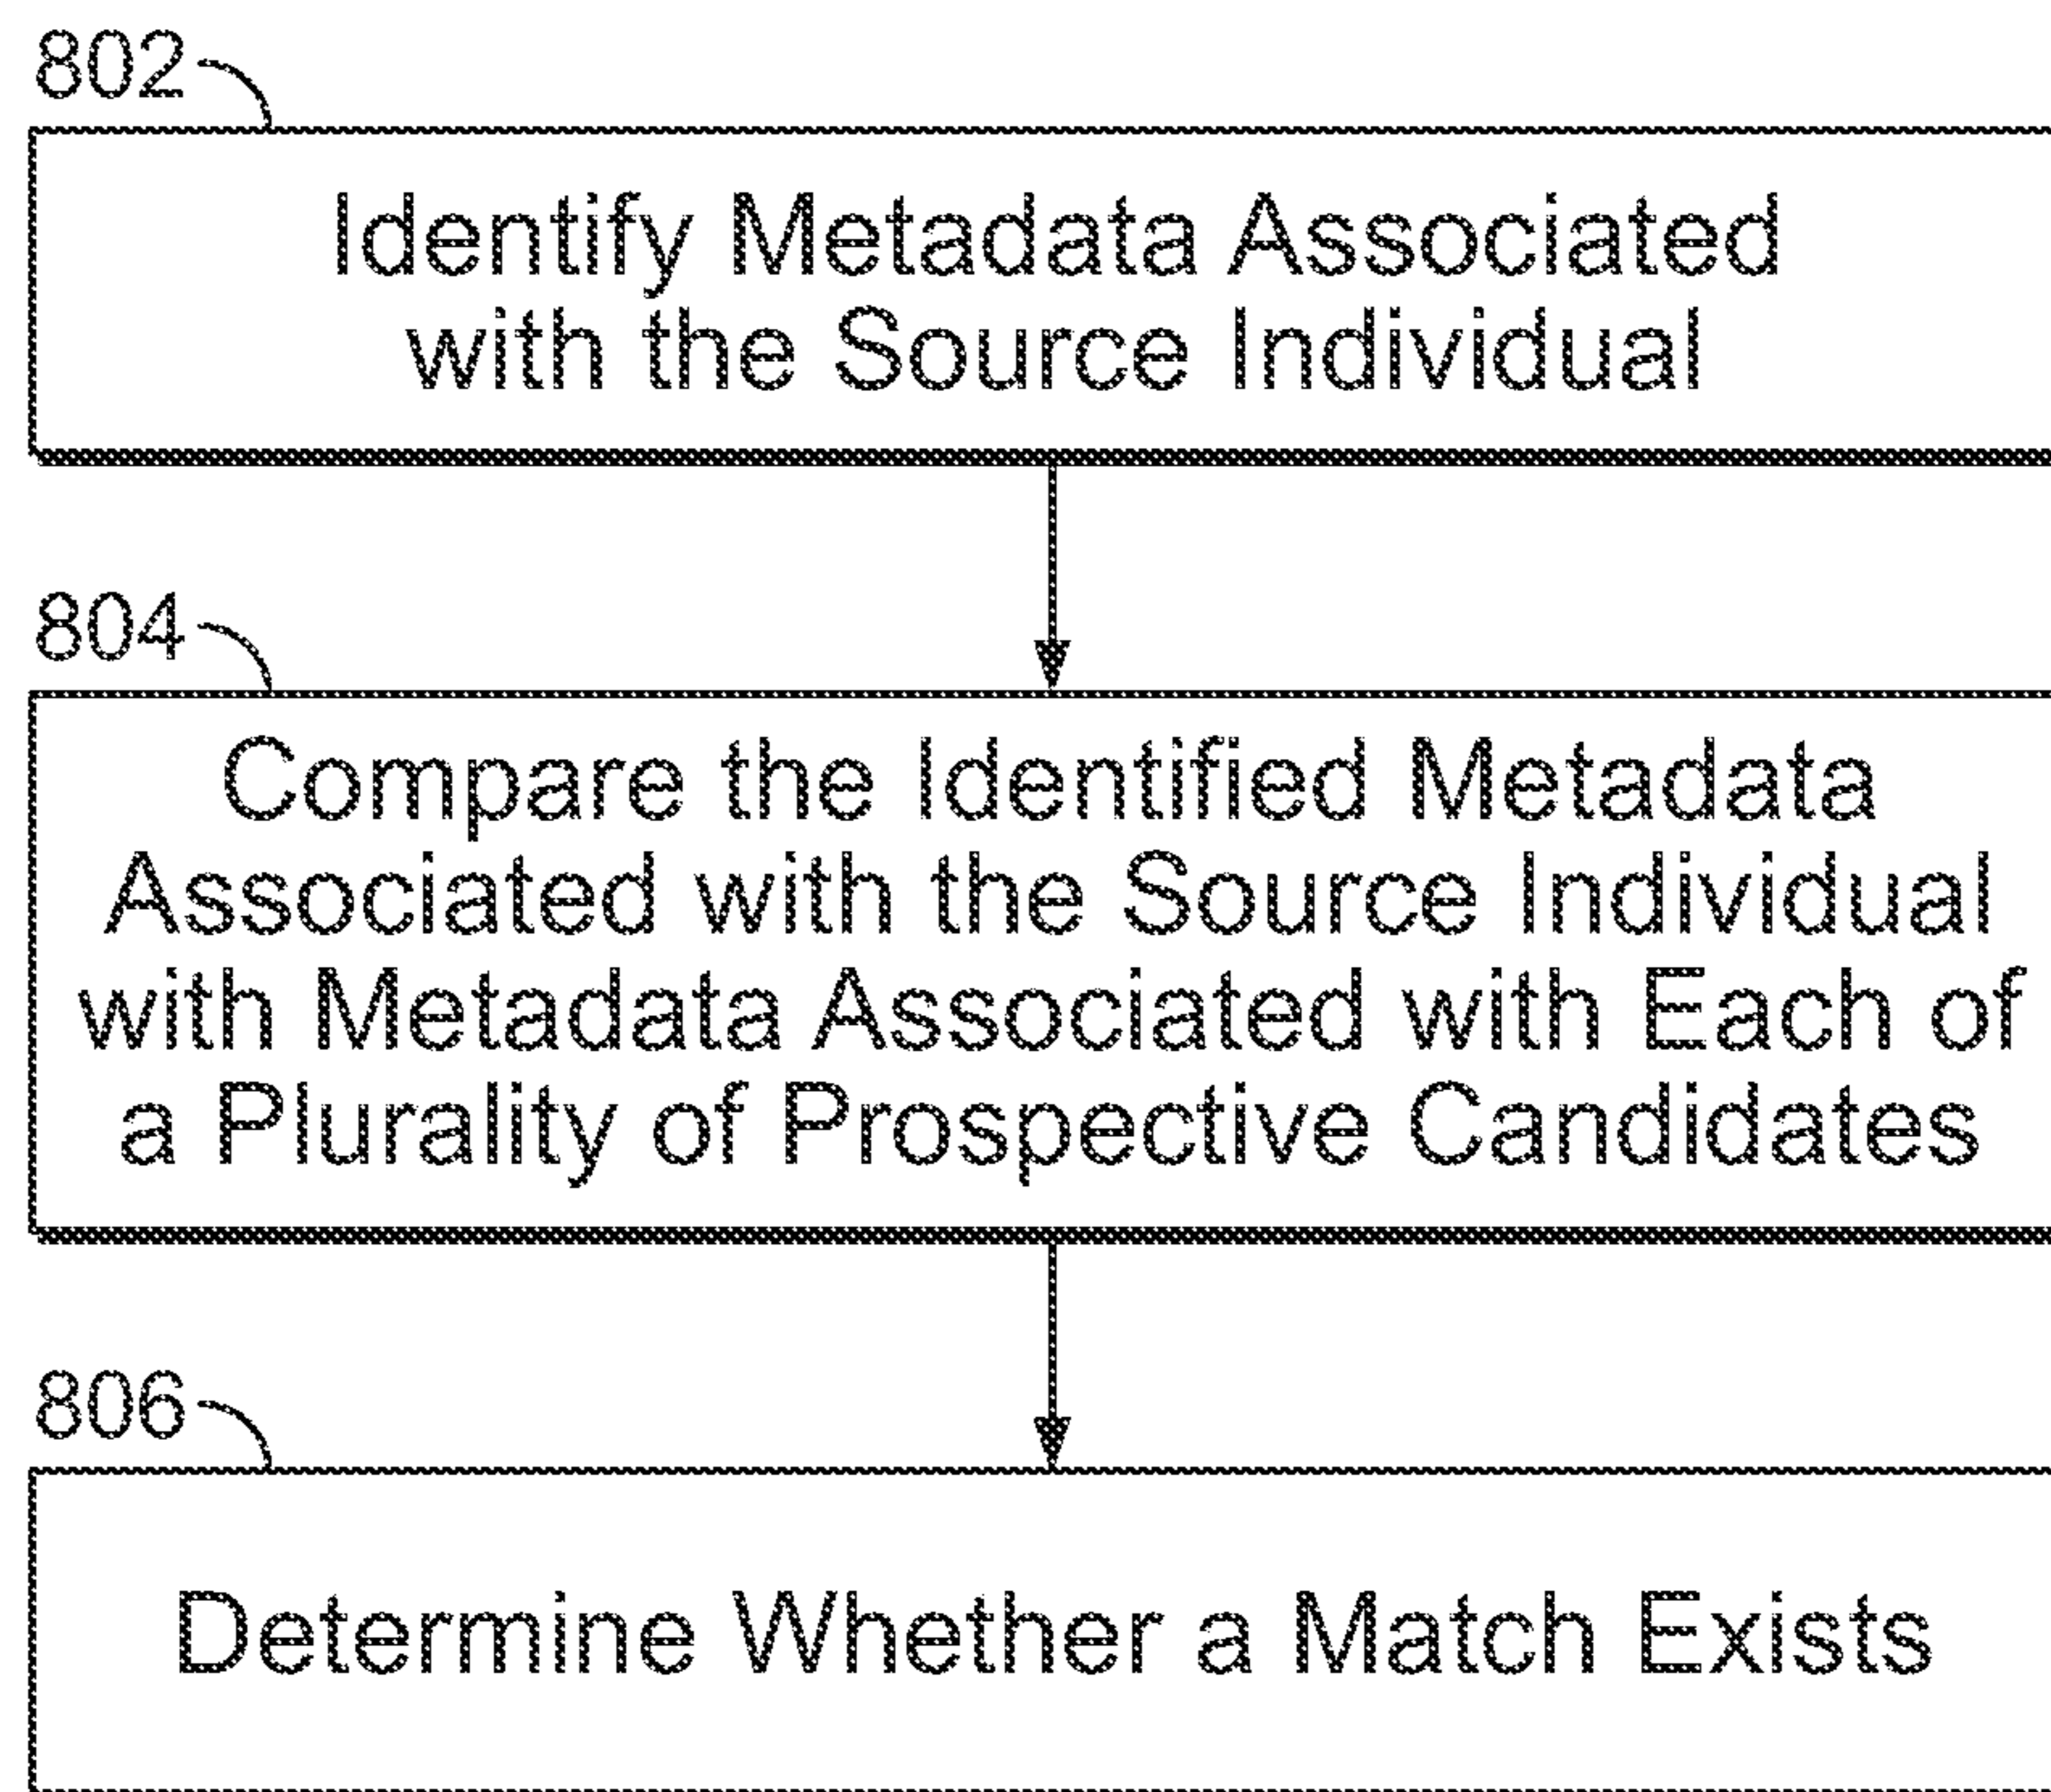 802
Identify Metadata Associated
with the Source Individual
804
Compare the Identified Metadata
Associated with the Source Individual
with Metadata Associated with Each of
a Plurality of Prospective Candidates
806
Determine Whether a Match Exists